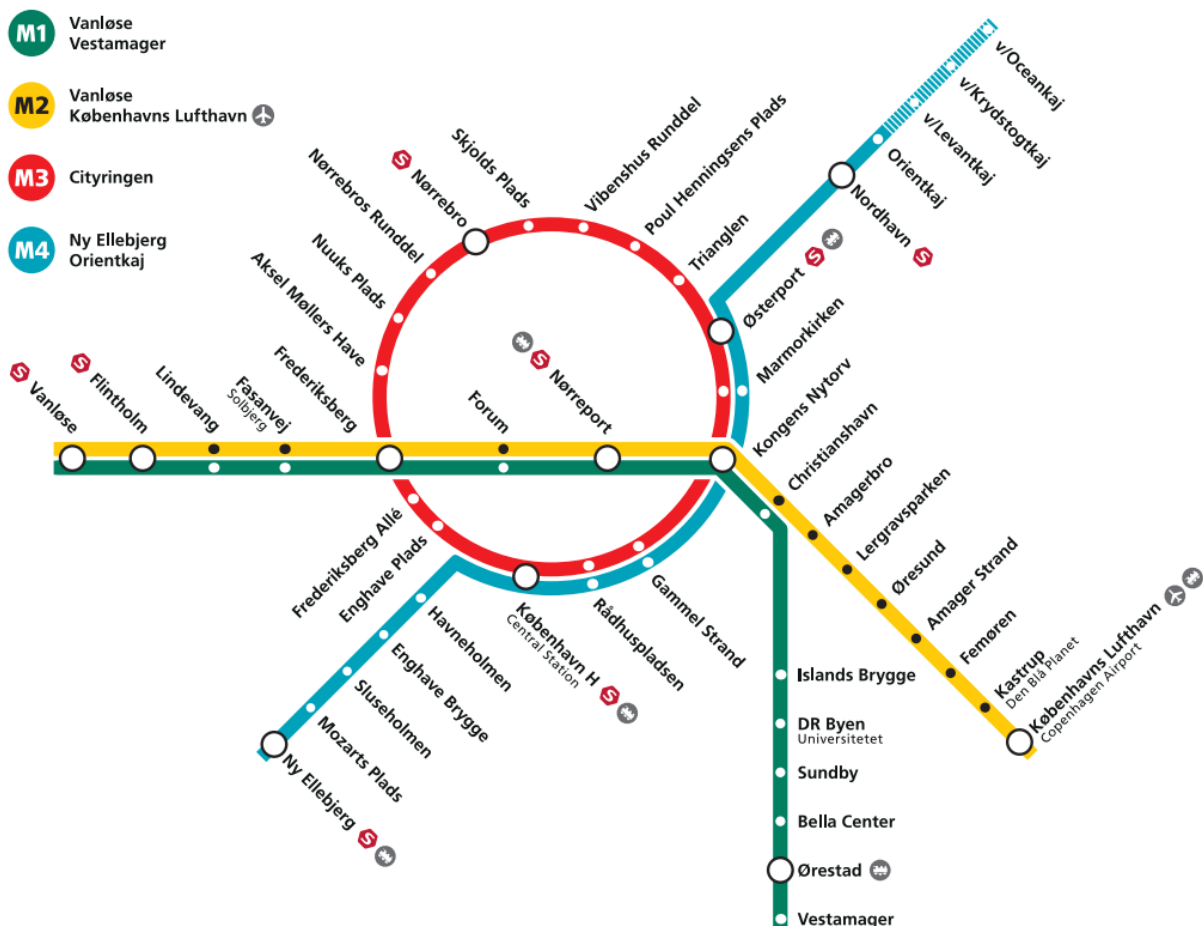 M1
Vanløse
Vestamager
M2
Vanløse
Københavns Lufthavn
M3
Cityringen
M4
Ny Ellebjerg
Orientkaj
S
Vanløse
S
Flintholm
Lindevang
Fasanvej
Solbjerg
Frederiksberg
Aksel Møllers Have
Nuuks Plads
Nørrebros Runddel
S
Nørrebro
Skjolds Plads
Vibenshus Runddel
Poul Henningsens Plads
Trianglen
Østerport
S
Nordhavn
S
Orientkaj
v/Levantkaj
v/Krydstogtkaj
v/Oceankaj
Marmorkirken
Forum
S
Nørreport
Kongens Nytorv
Christianshavn
Amagerbro
Lergravsparken
Øresund
Amager Strand
Femøren
Kastrup
Den Blå Planet
Københavns Lufthavn
Copenhagen Airport
Frederiksberg Allé
Enghave Plads
København H
Central Station
S
Rådhuspladsen
Gammel Strand
Havneholmen
Enghave Brygge
Sluseholmen
Mozarts Plads
Ny Ellebjerg
S
Islands Brygge
DR Byen
Universitetet
Sundby
Bella Center
Ørestad
Vestamager